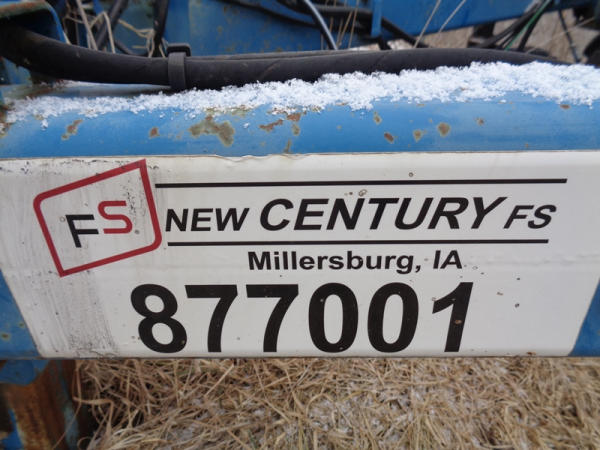 FS
NEW CENTURY FS
Millersburg, IA
877001